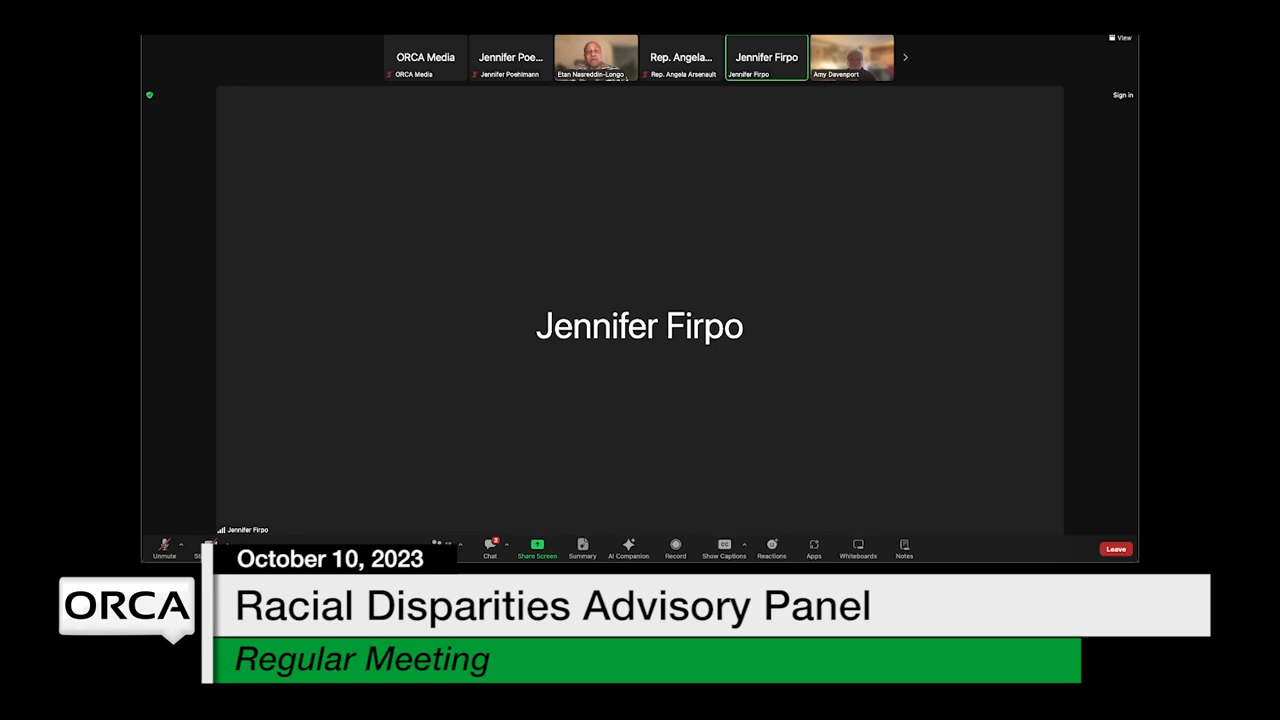 View
ORCA Media
Jennifer Poe...
Rep. Angela...
Jennifer Firpo
ORCA Media
Jennifer Poehlmann
Etan Nasreddin-Longo
Rep. Angela Arsenault
Jennifer Firpo
Amy Davenport
Sign in
Jennifer Firpo
Jennifer Firpo
Unmute
Chat
2
Share Screen
Summary
AI Companion
Record
CC
Show Captions
Reactions
Apps
Whiteboards
Notes
Leave
October 10, 2023
ORCA
Racial Disparities Advisory Panel
Regular Meeting